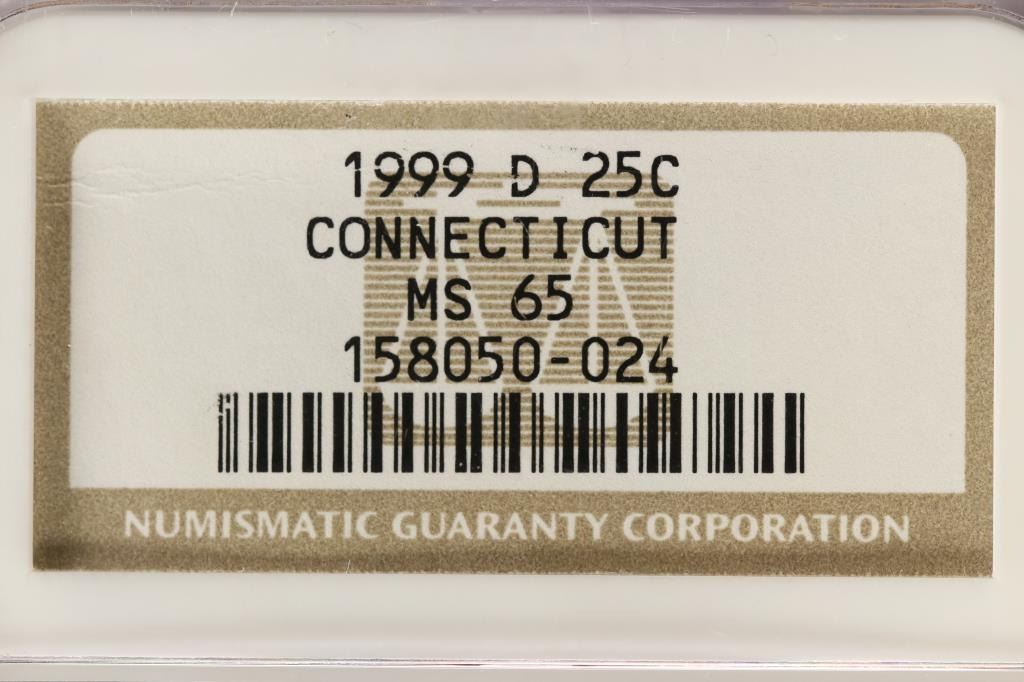 1999 D 25C
CONNECTICUT
MS 65
158050-024
NUMISMATIC GUARANTY CORPORATION